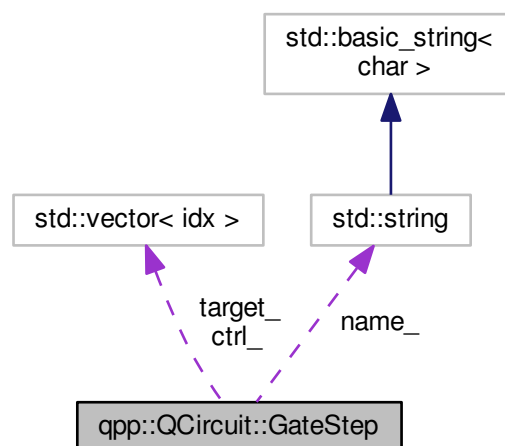 std::basic_string<
char >
std::vector< idx >
std::string
target_
ctrl_
name_
qpp::QCircuit::GateStep